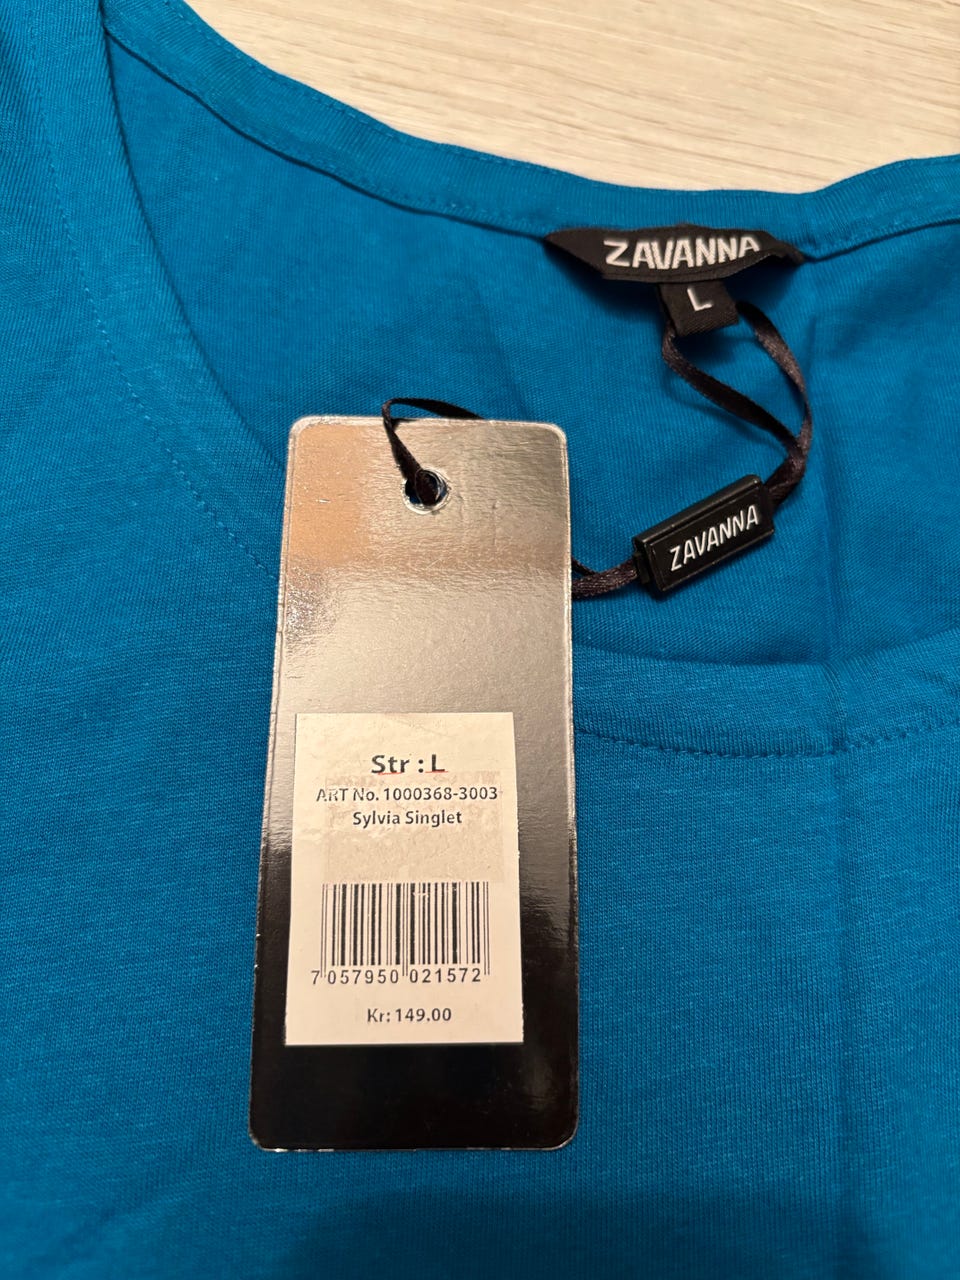 ZAVANNA
L
ZAVANNA
Str : L
ART No. 1000368-3003
Sylvia Singlet
7 057950 021572
Kr: 149.00